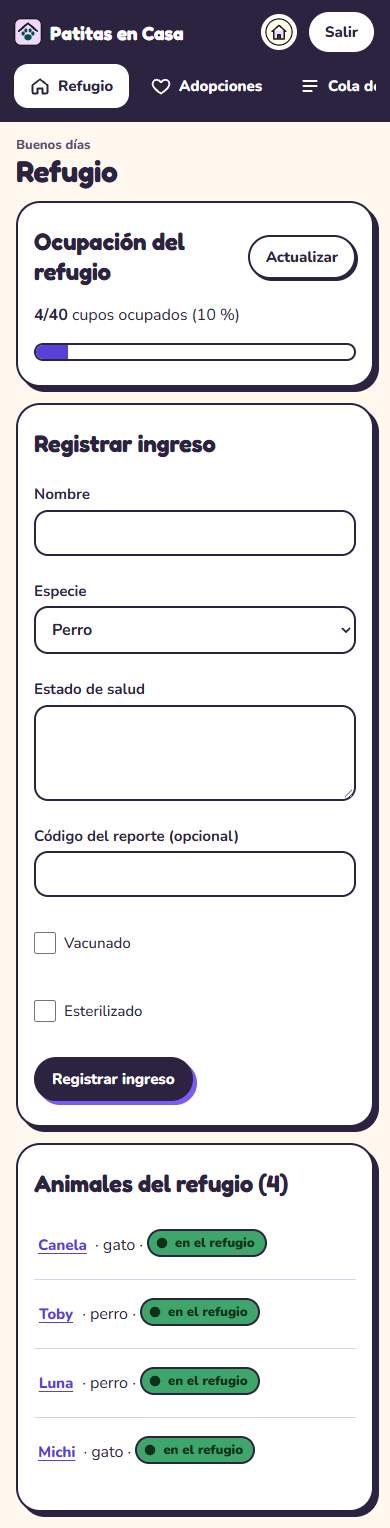 Patitas en Casa
Salir
Refugio
Adopciones
Cola de
Buenos días
Refugio
Ocupación del
refugio
Actualizar
4/40 cupos ocupados (10 %)
Registrar ingreso
Nombre
Especie
Perro
Estado de salud
Código del reporte (opcional)
Vacunado
Esterilizado
Registrar ingreso
Animales del refugio (4)
Canela · gato · en el refugio
Toby · perro · en el refugio
Luna · perro · en el refugio
Michi · gato · en el refugio